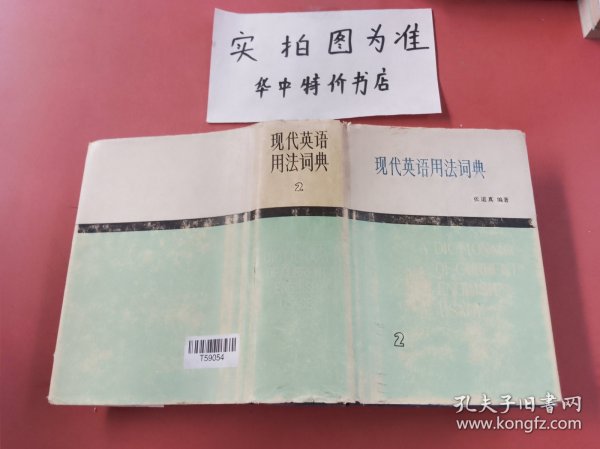 实拍图为准
华中特价书店
现代英语
用法词典
2
现代英语用法词典
张道真 编著
2
T59054
孔夫子旧书网
www.kongfz.com